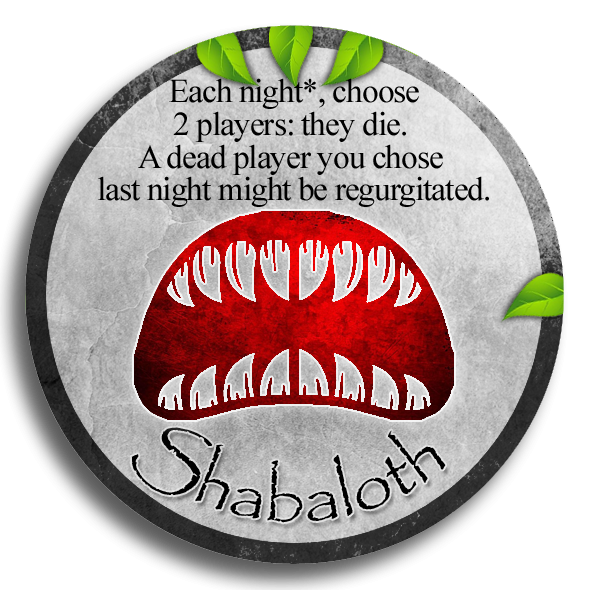 Each night*, choose
2 players: they die.
A dead player you chose
last night might be regurgitated.
Shabaloth